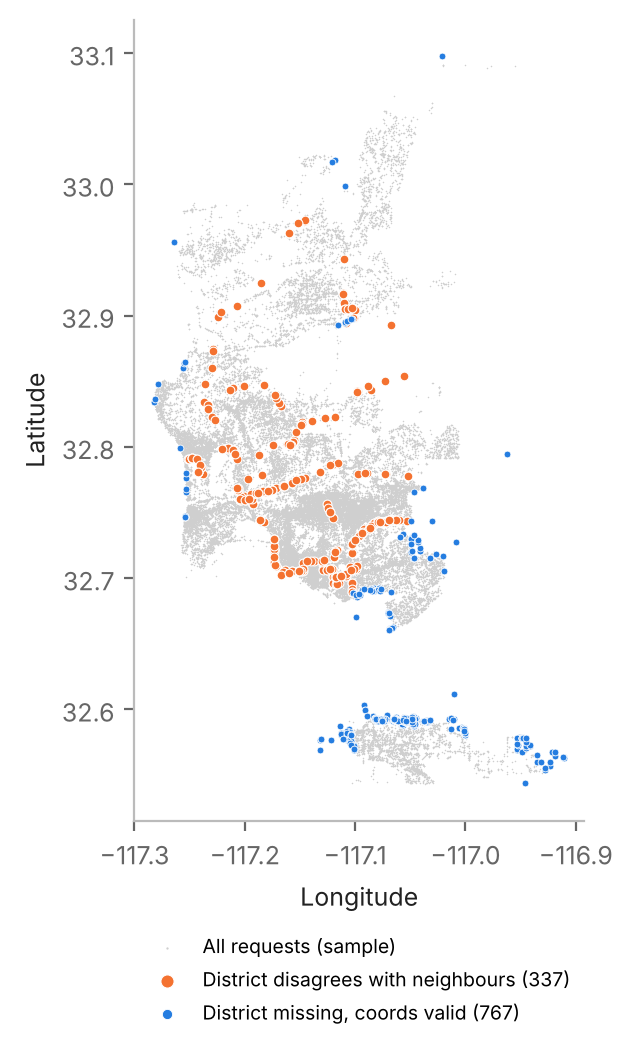 33.1
33.0
32.9
32.8
32.7
32.6
Latitude
−117.3 −117.2 −117.1 −117.0 −116.9
Longitude
All requests (sample)
District disagrees with neighbours (337)
District missing, coords valid (767)